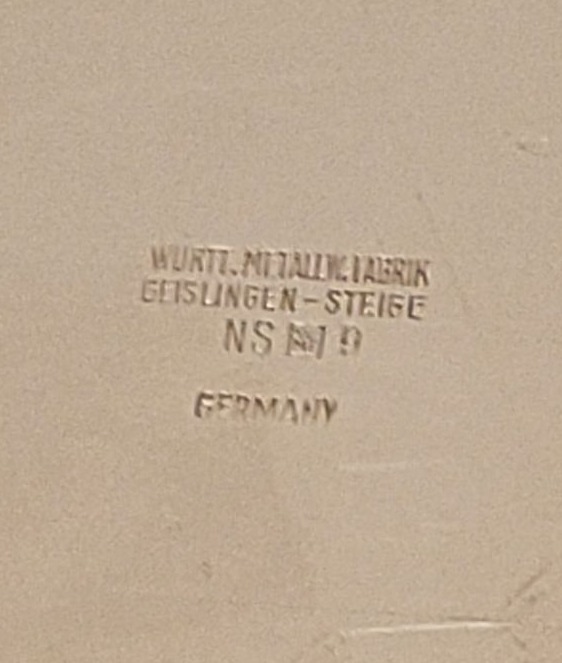 WURTT. METALLW. FABRIK
GEISLINGEN-STEIGE
NS 9
GERMANY